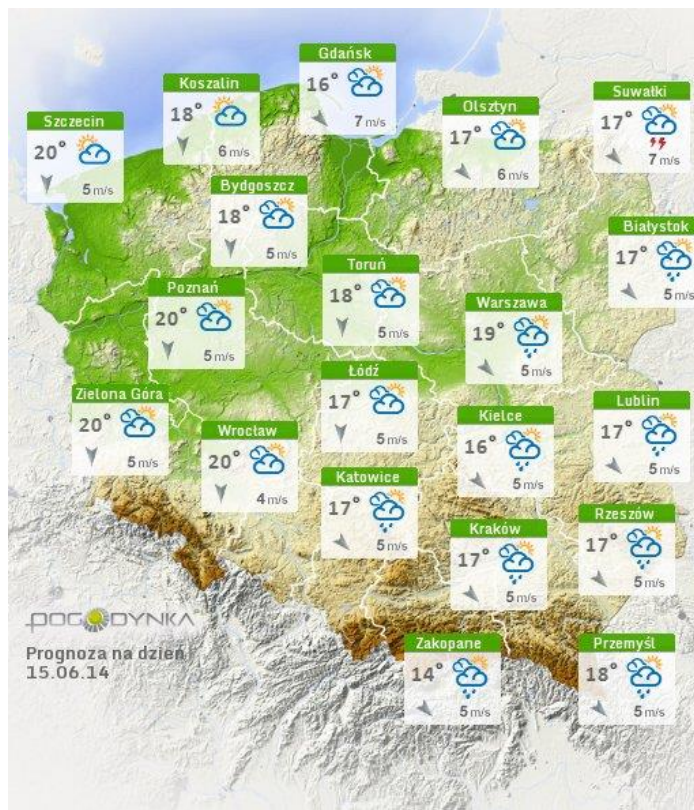 Gdańsk
16°
7 m/s
Koszalin
18°
6 m/s
Suwałki
17°
7 m/s
Olsztyn
17°
6 m/s
Szczecin
20°
5 m/s
Bydgoszcz
18°
5 m/s
Białystok
17°
5 m/s
Toruń
18°
5 m/s
Poznań
20°
5 m/s
Warszawa
19°
5 m/s
Łódź
17°
5 m/s
Zielona Góra
20°
5 m/s
Lublin
17°
5 m/s
Kielce
16°
5 m/s
Wrocław
20°
4 m/s
Katowice
17°
5 m/s
Rzeszów
17°
5 m/s
Kraków
17°
5 m/s
POGODYNKA
Prognoza na dzień
15.06.14
Zakopane
14°
5 m/s
Przemyśl
18°
5 m/s